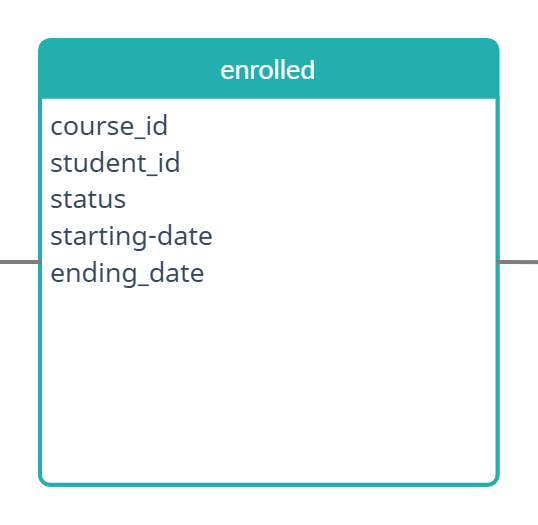 enrolled
course_id
student_id
status
starting-date
ending_date